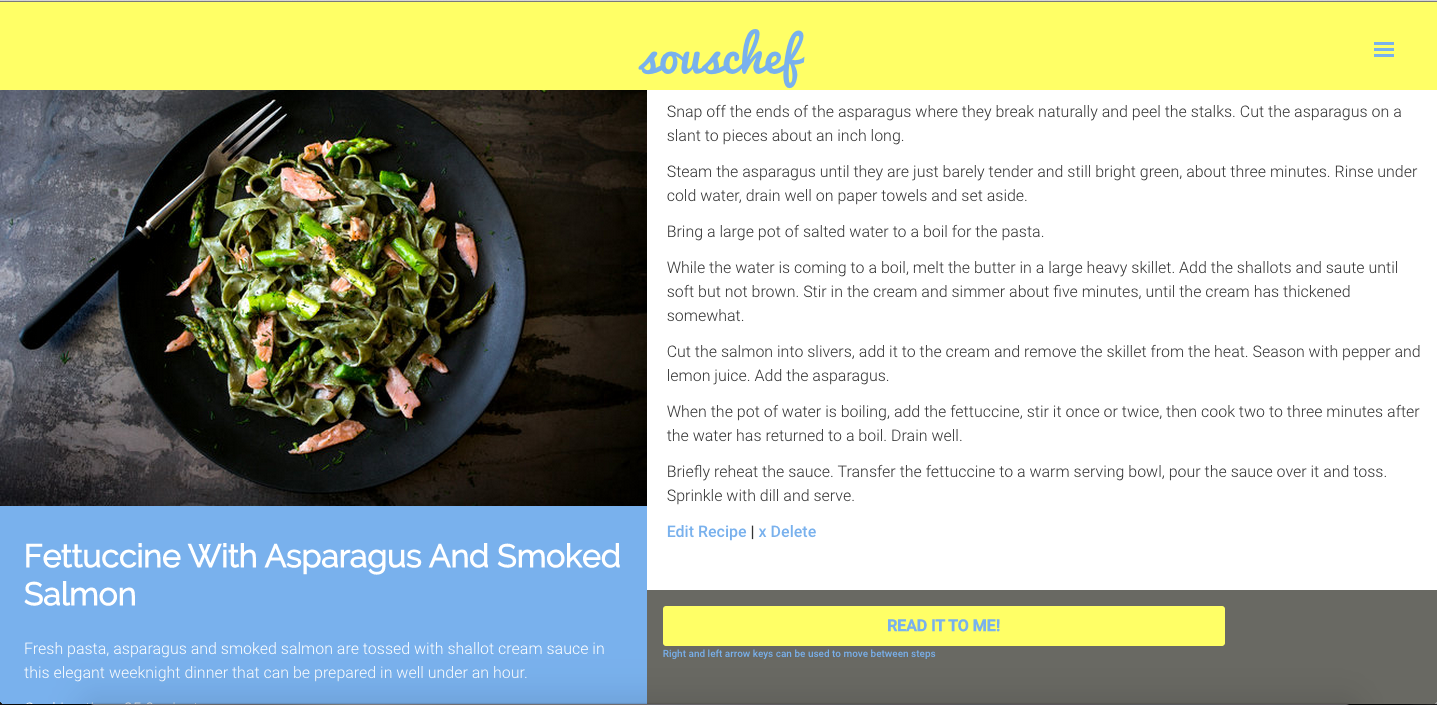 souschef
Snap off the ends of the asparagus where they break naturally and peel the stalks. Cut the asparagus on a
slant to pieces about an inch long.
Steam the asparagus until they are just barely tender and still bright green, about three minutes. Rinse under
cold water, drain well on paper towels and set aside.
Bring a large pot of salted water to a boil for the pasta.
While the water is coming to a boil, melt the butter in a large heavy skillet. Add the shallots and saute until
soft but not brown. Stir in the cream and simmer about five minutes, until the cream has thickened
somewhat.
Cut the salmon into slivers, add it to the cream and remove the skillet from the heat. Season with pepper and
lemon juice. Add the asparagus.
When the pot of water is boiling, add the fettuccine, stir it once or twice, then cook two to three minutes after
the water has returned to a boil. Drain well.
Briefly reheat the sauce. Transfer the fettuccine to a warm serving bowl, pour the sauce over it and toss.
Sprinkle with dill and serve.
Edit Recipe | x Delete
Fettuccine With Asparagus And Smoked
Salmon
Fresh pasta, asparagus and smoked salmon are tossed with shallot cream sauce in
this elegant weeknight dinner that can be prepared in well under an hour.
READ IT TO ME!
Right and left arrow keys can be used to move between steps